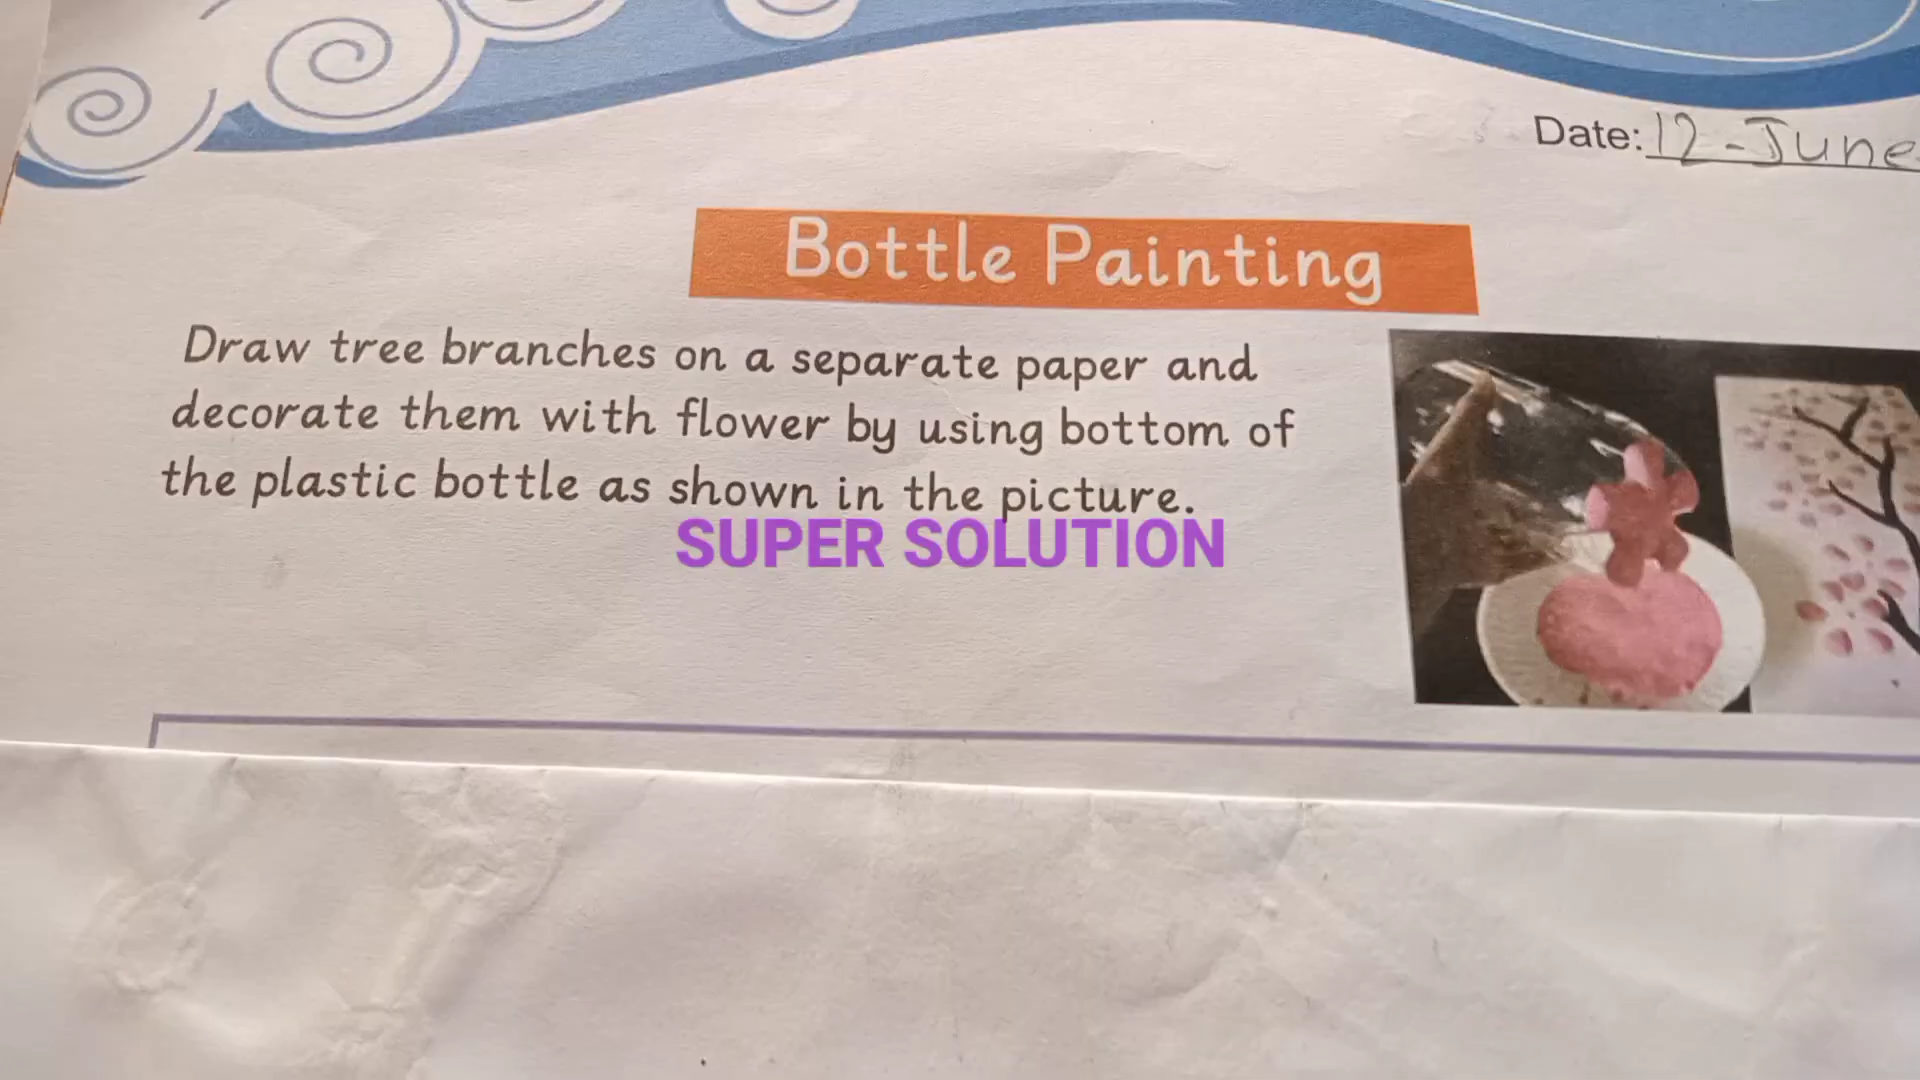 Date: 12-June
Bottle Painting
Draw tree branches on a separate paper and
decorate them with flower by using bottom of
the plastic bottle as shown in the picture.
SUPER SOLUTION